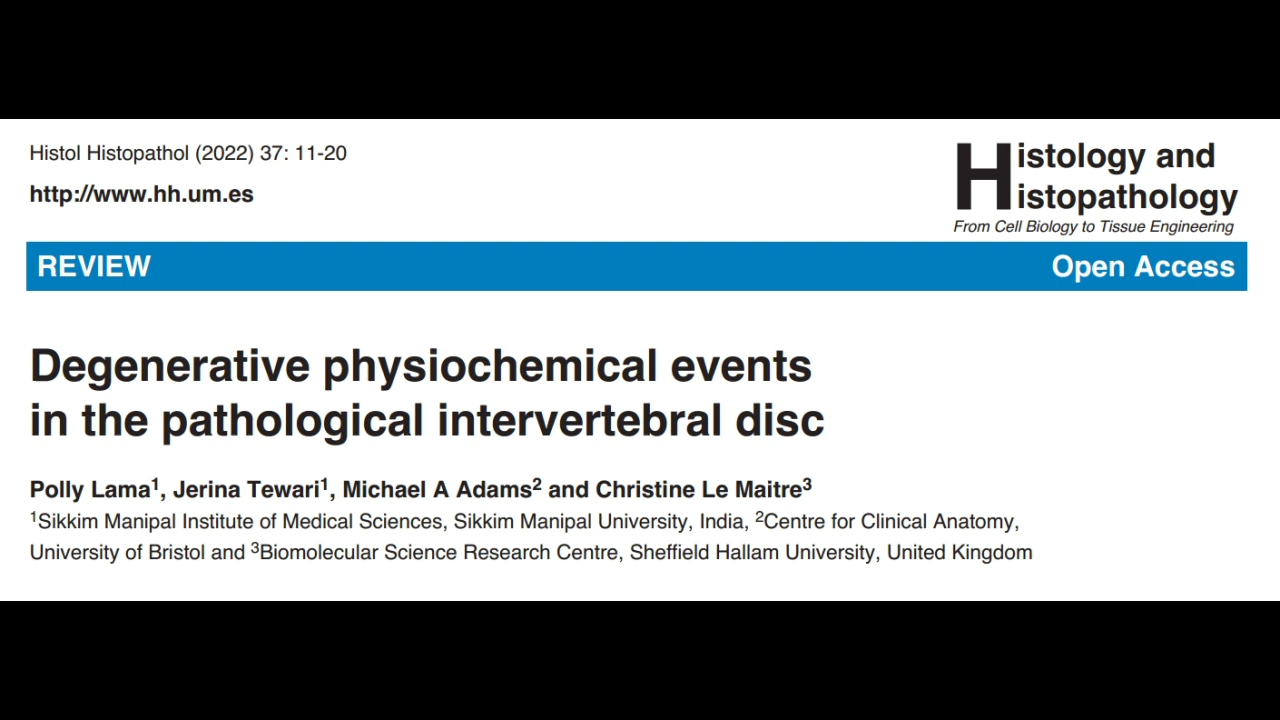 Histol Histopathol (2022) 37: 11-20
http://www.hh.um.es
Histology and
Histopathology
From Cell Biology to Tissue Engineering
REVIEW
Open Access
Degenerative physiochemical events
in the pathological intervertebral disc
Polly Lama1, Jerina Tewari1, Michael A Adams2 and Christine Le Maitre3
1Sikkim Manipal Institute of Medical Sciences, Sikkim Manipal University, India, 2Centre for Clinical Anatomy,
University of Bristol and 3Biomolecular Science Research Centre, Sheffield Hallam University, United Kingdom